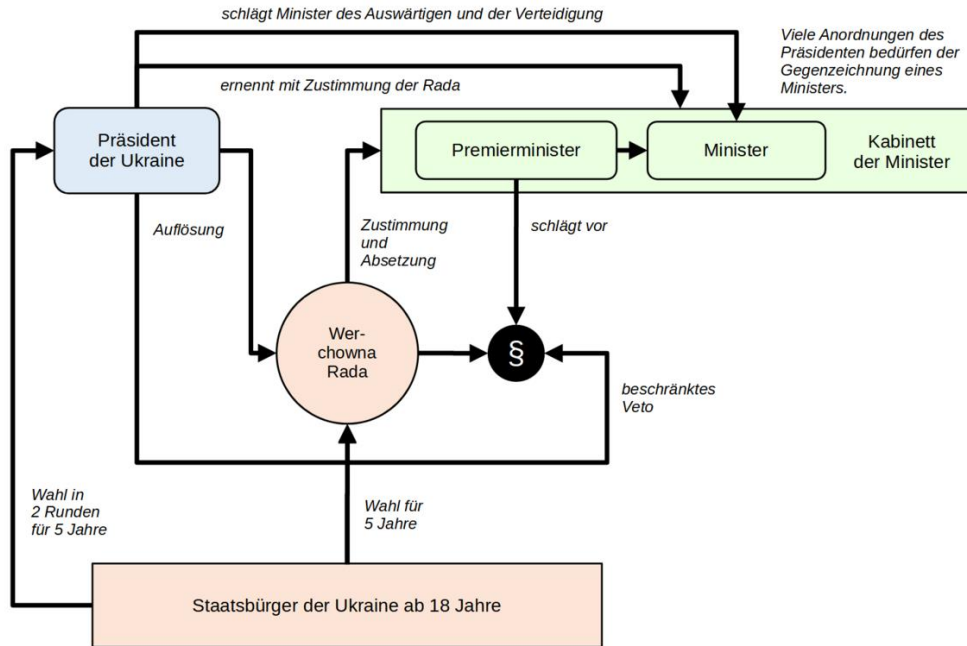 schlägt Minister des Auswärtigen und der Verteidigung
Viele Anordnungen des
Präsidenten bedürfen der
Gegenzeichnung eines
Ministers.
ernennt mit Zustimmung der Rada
Präsident
der Ukraine
Premierminister
Minister
Kabinett
der Minister
Auflösung
Zustimmung
und
Absetzung
schlägt vor
Wer-
chowna
Rada
§
beschränktes
Veto
Wahl in
2 Runden
für 5 Jahre
Wahl für
5 Jahre
Staatsbürger der Ukraine ab 18 Jahre